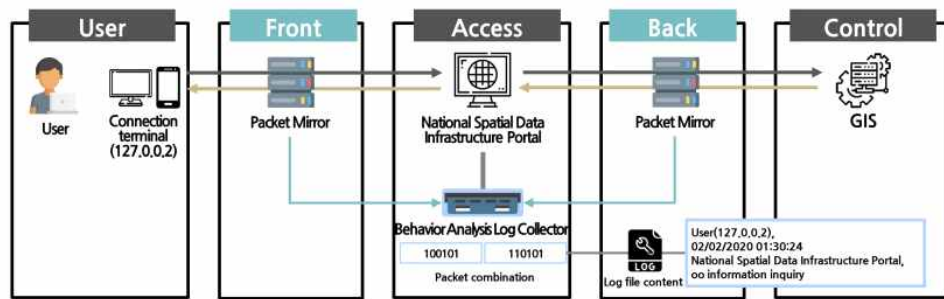 User
Front
Access
Back
Control
User
Connection
terminal
(127.0.0.2)
Packet Mirror
National Spatial Data
Infrastructure Portal
Packet Mirror
GIS
Behavior Analysis Log Collector
100101
110101
Packet combination
LOG
Log file content
User(127.0.0.2),
02/02/2020 01:30:24
National Spatial Data Infrastructure Portal,
oo information inquiry